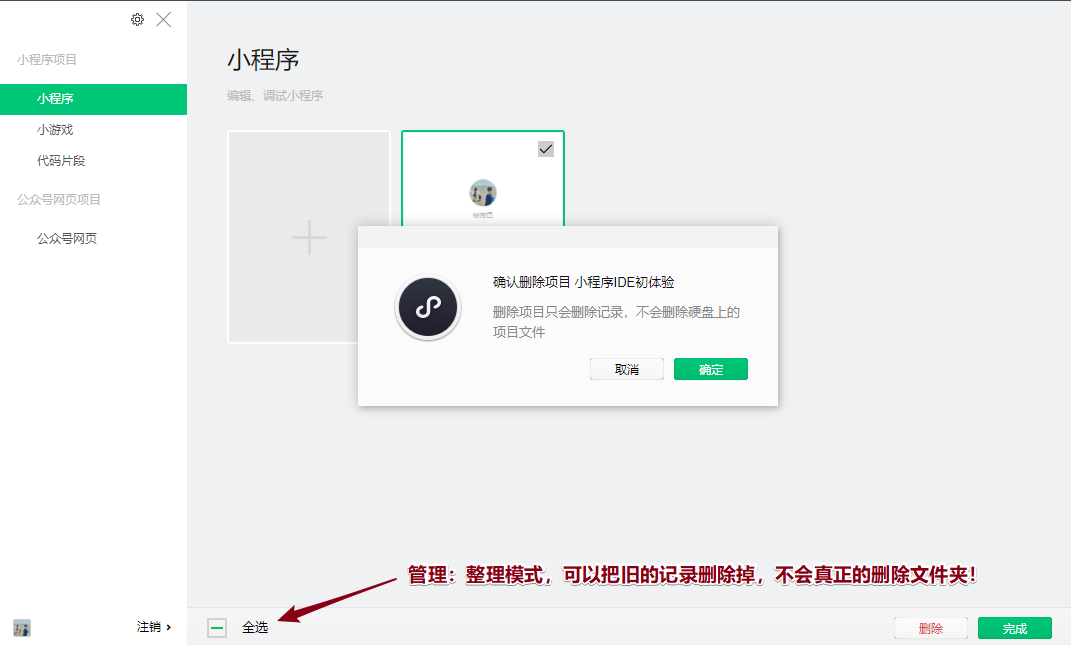 小程序项目
小程序
小游戏
代码片段
公众号网页项目
公众号网页
注销
小程序
编辑、调试小程序
确认删除项目 小程序IDE初体验
删除项目只会删除记录，不会删除硬盘上的
项目文件
取消
确定
管理：整理模式，可以把旧的记录删除掉，不会真正的删除文件夹！
全选
删除
完成